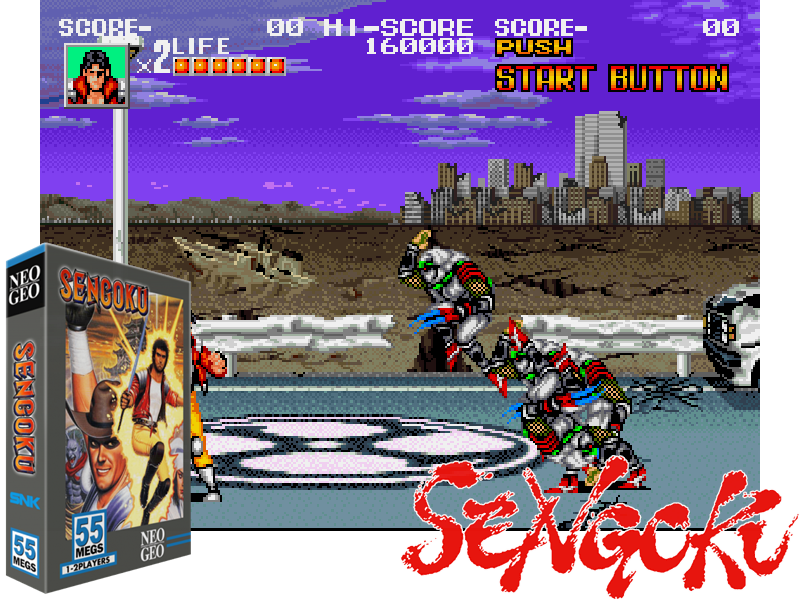 SCORE- 00 HI-SCORE SCORE- 00
×2 LIFE 160000 PUSH
START BUTTON
NEO
GEO
SENGOKU
SENGOKU
SNK
55
MEGS
55
MEGS
1-2PLAYERS
NEO
GEO
SENGOKU